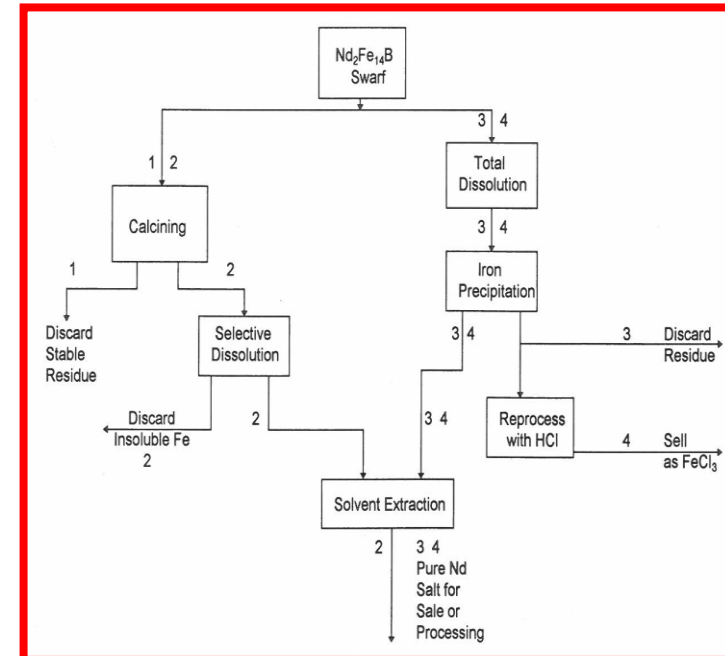 Nd₂Fe₁₄B
Swarf
3 4
1 2
Total
Dissolution
Calcining
3 4
Iron
Precipitation
1
2
Discard
Stable
Residue
Selective
Dissolution
3 4
3 Discard
Residue
Discard
Insoluble Fe
2
2
3 4
Reprocess
with HCl
4 Sell
as FeCl₃
Solvent Extraction
2
3 4
Pure Nd
Salt for
Sale or
Processing